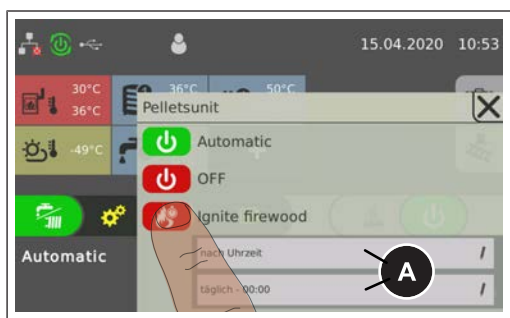 15.04.2020 10:53
30°C 36°C 50°C
36°C
Pelletsunit
X
-49°C
Automatic
OFF
Ignite firewood
nach Uhrzeit
Automatic
A
täglich - 00:00